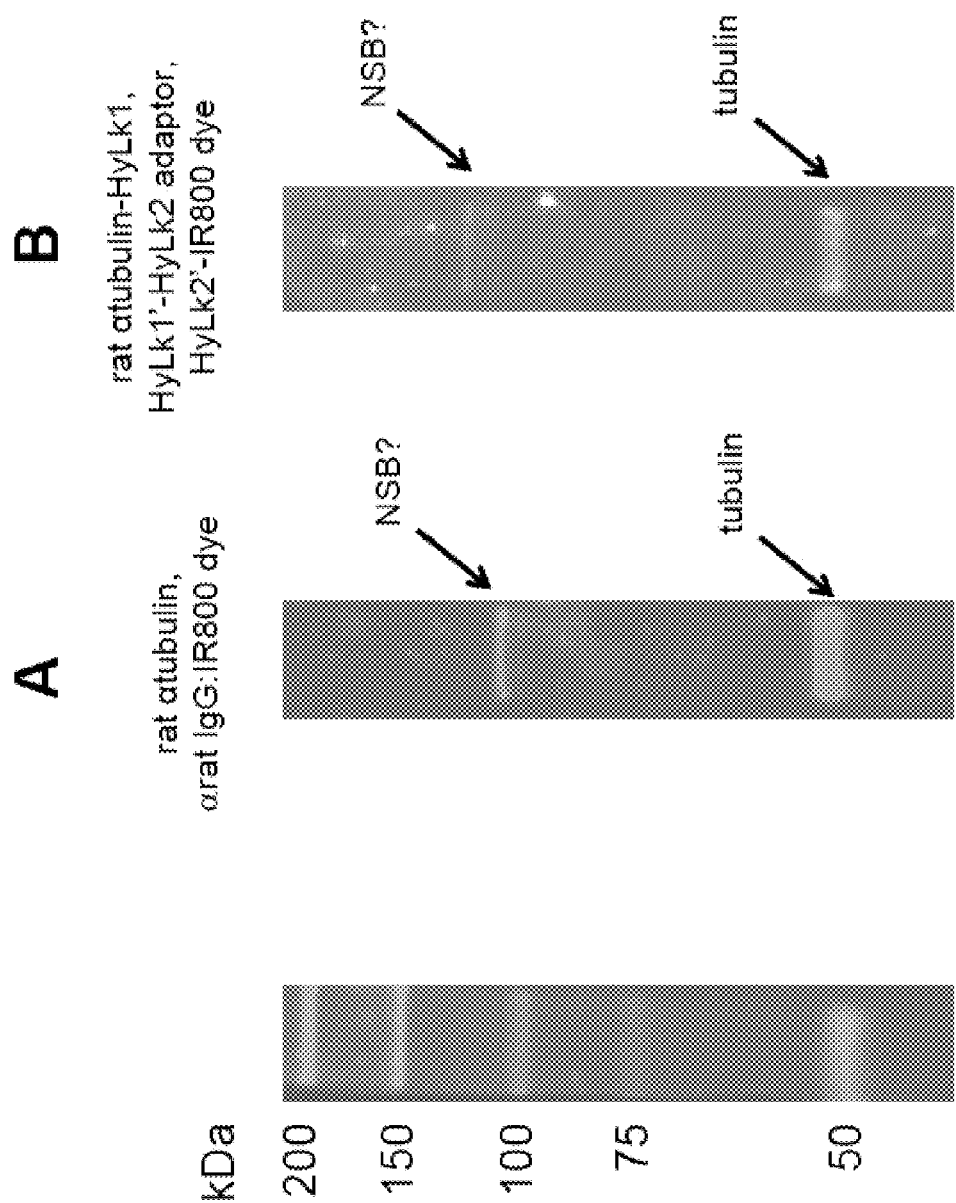 A
rat αtubulin,
αrat IgG:IR800 dye
B
rat αtubulin-HyLk1,
HyLk1'-HyLk2 adaptor,
HyLk2'-IR800 dye
kDa
200
150
100
75
50
NSB?
tubulin
NSB?
tubulin